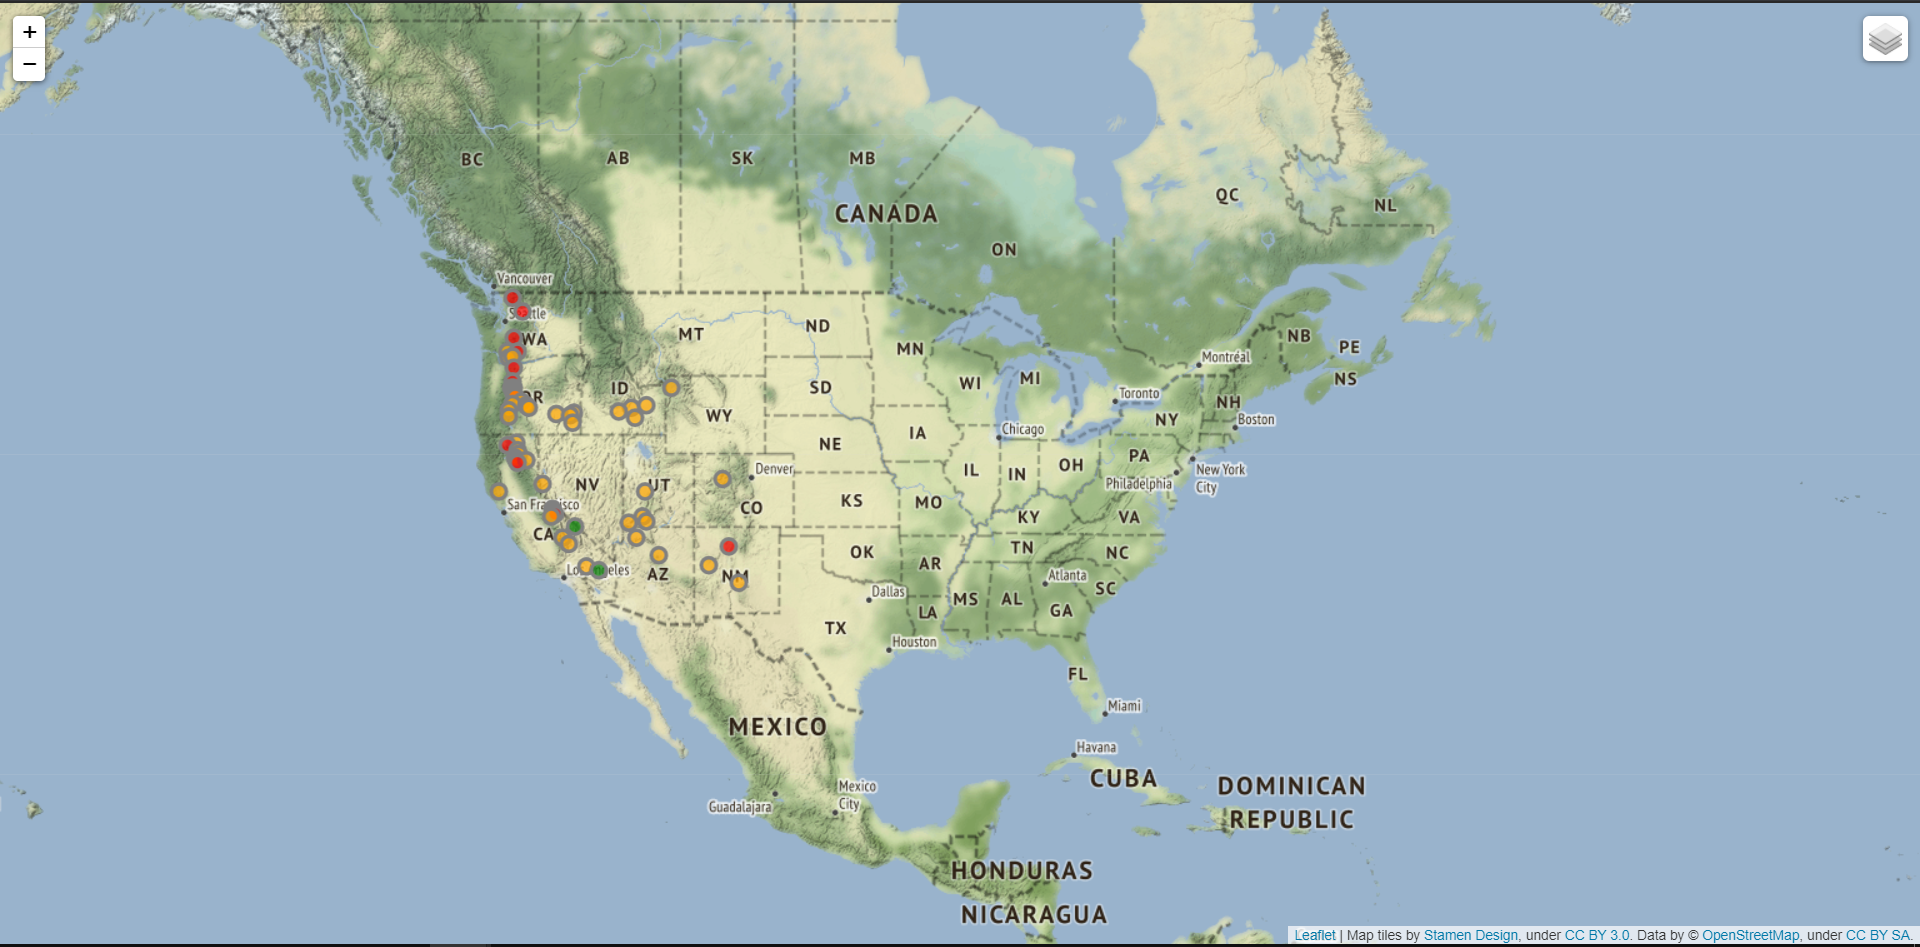 +
−
BC
AB
SK
MB
QC
NL
CANADA
ON
Vancouver
Seattle
WA
MT
ND
MN
NB
PE
NS
Montréal
OR
ID
SD
WI
MI
Toronto
NH
WY
NY
Boston
IA
Chicago
NE
PA
Denver
IL
IN
OH
New York
City
Philadelphia
NV
UT
San Francisco
CO
KS
MO
KY
VA
CA
OK
TN
NC
AR
Los Angeles
AZ
NM
Atlanta
SC
Dallas
MS
AL
GA
LA
TX
Houston
FL
Miami
MEXICO
Havana
CUBA
DOMINICAN
REPUBLIC
Mexico
City
Guadalajara
HONDURAS
NICARAGUA
Leaflet | Map tiles by Stamen Design, under CC BY 3.0. Data by © OpenStreetMap, under CC BY SA.